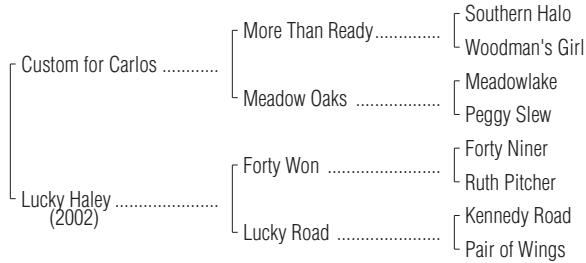 Southern Halo
More Than Ready..............
Woodman's Girl
Custom for Carlos ...........
Meadowlake
Meadow Oaks .................
Peggy Slew
Forty Niner
Forty Won ....................
Ruth Pitcher
Lucky Haley .....................
(2002)
Kennedy Road
Lucky Road ....................
Pair of Wings